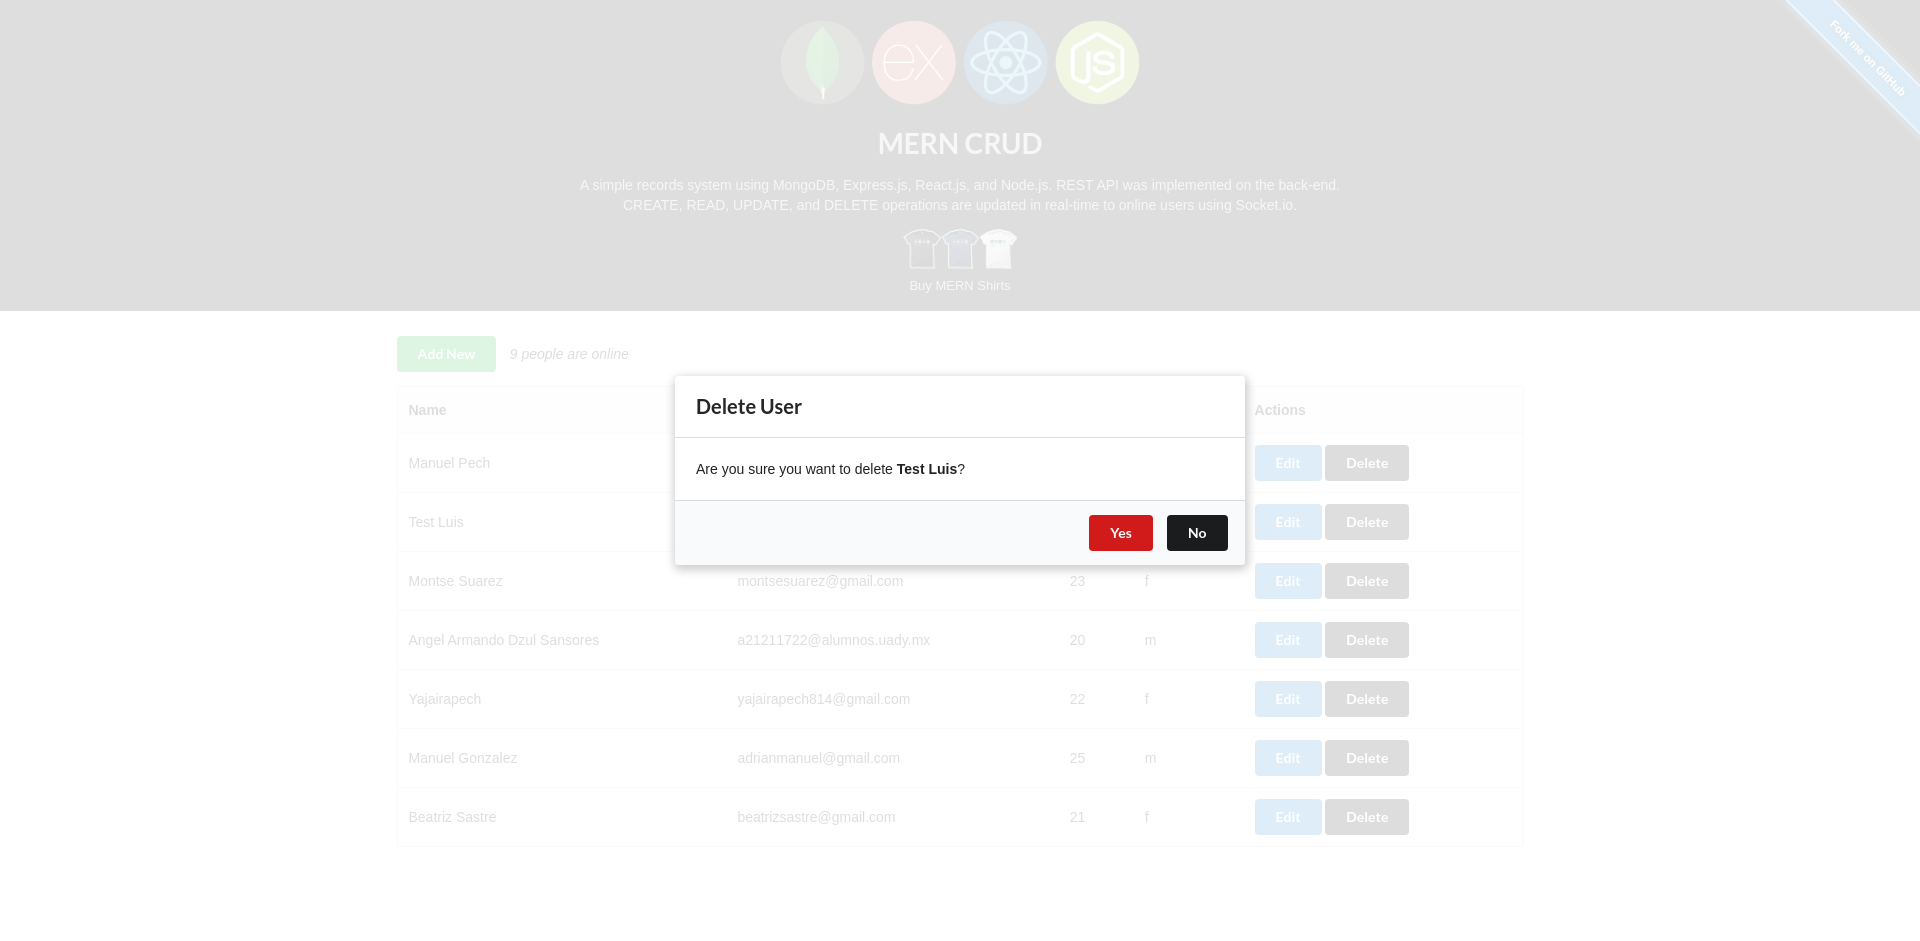 Fork me on GitHub
ex
JS
MERN CRUD
A simple records system using MongoDB, Express.js, React.js, and Node.js. REST API was implemented on the back-end.
CREATE, READ, UPDATE, and DELETE operations are updated in real-time to online users using Socket.io.
Buy MERN Shirts
Add New 9 people are online
Name Actions
Manuel Pech Edit Delete
Test Luis Edit Delete
Delete User
Are you sure you want to delete Test Luis?
Yes No
Montse Suarez montsesuarez@gmail.com 23 f Edit Delete
Angel Armando Dzul Sansores a21211722@alumnos.uady.mx 20 m Edit Delete
Yajairapech yajairapech814@gmail.com 22 f Edit Delete
Manuel Gonzalez adrianmanuel@gmail.com 25 m Edit Delete
Beatriz Sastre beatrizsastre@gmail.com 21 f Edit Delete